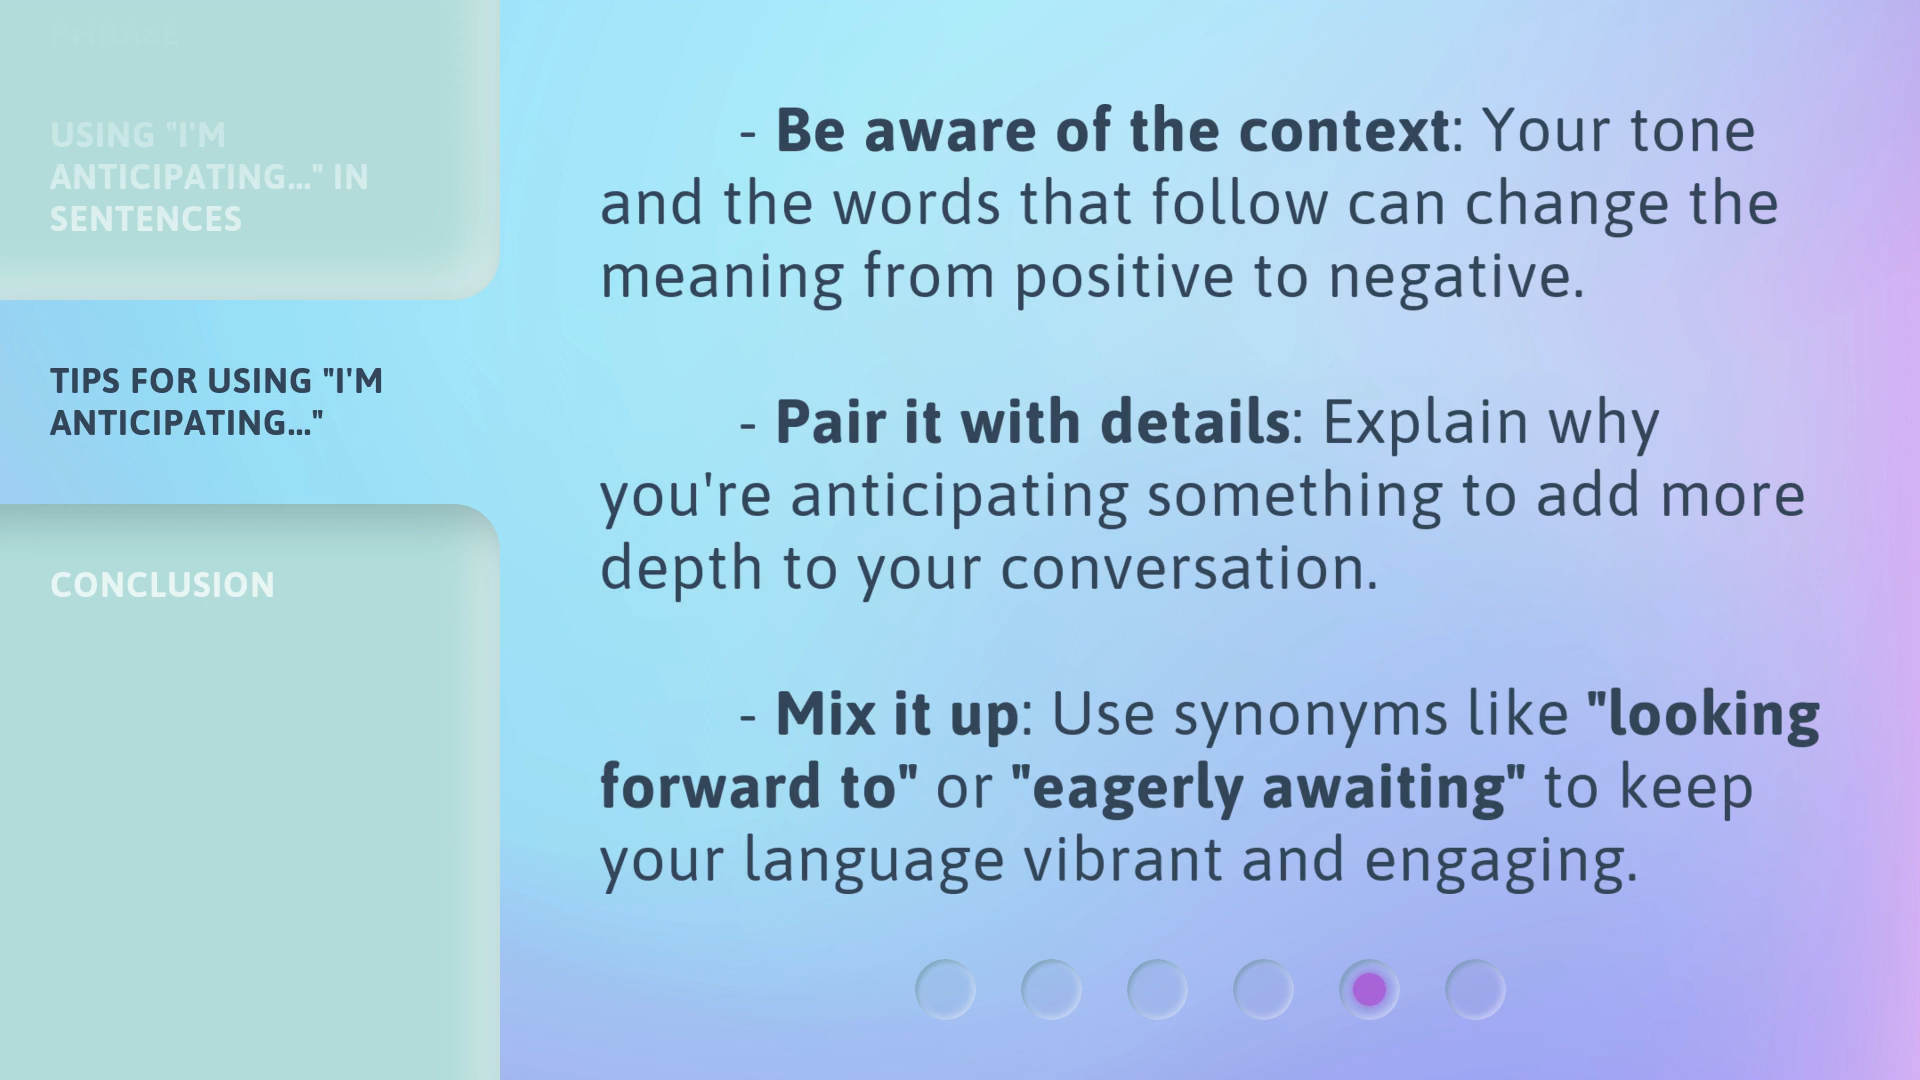 PHRASE
USING "I'M
ANTICIPATING..." IN
SENTENCES
TIPS FOR USING "I'M
ANTICIPATING..."
CONCLUSION
- Be aware of the context: Your tone
and the words that follow can change the
meaning from positive to negative.
- Pair it with details: Explain why
you're anticipating something to add more
depth to your conversation.
- Mix it up: Use synonyms like "looking
forward to" or "eagerly awaiting" to keep
your language vibrant and engaging.